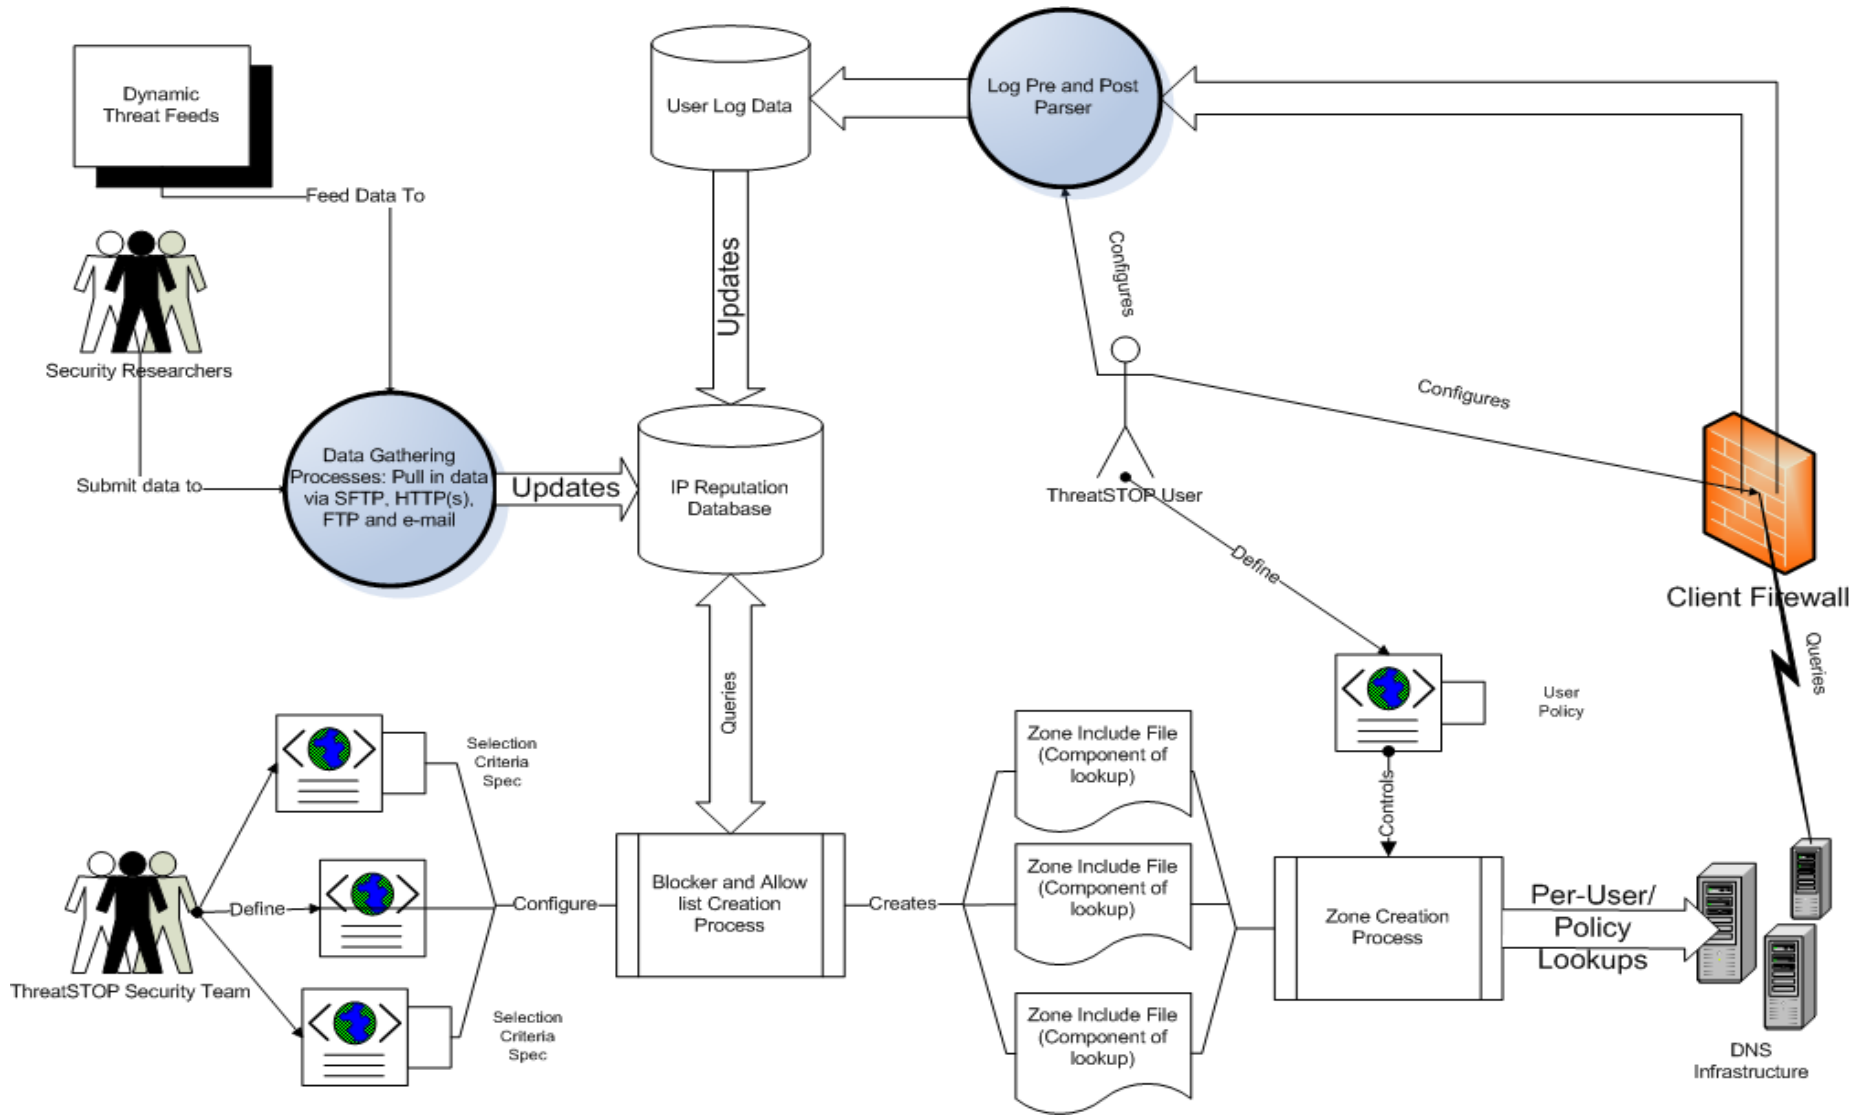 Dynamic
Threat Feeds
Feed Data To
Security Researchers
Submit data to
Data Gathering
Processes: Pull in data
via SFTP, HTTP(s),
FTP and e-mail
Updates
User Log Data
Updates
IP Reputation
Database
Log Pre and Post
Parser
Configures
Configures
ThreatSTOP User
Define
Client Firewall
Queries
User
Policy
Controls
Queries
Selection
Criteria
Spec
Define
ThreatSTOP Security Team
Selection
Criteria
Spec
Configure
Blocker and Allow
list Creation
Process
Creates
Zone Include File
(Component of
lookup)
Zone Include File
(Component of
lookup)
Zone Include File
(Component of
lookup)
Zone Creation
Process
Per-User/
Policy
Lookups
DNS
Infrastructure